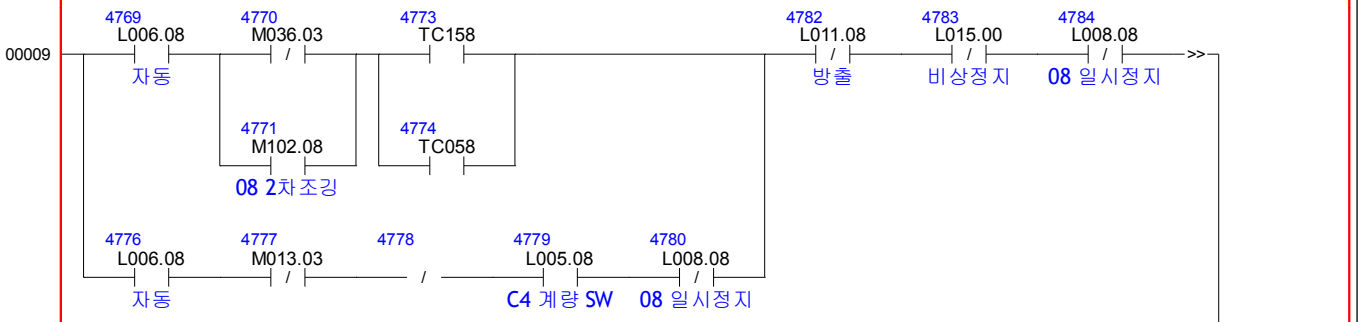 4769 4770 4773 4782 4783 4784
L006.08 M036.03 TC158 L011.08 L015.00 L008.08
00009 / / / / >>
자동 방출 비상정지 08 일시정지
4771 4774
M102.08 TC058
08 2차조깅
4776 4777 4778 4779 4780
L006.08 M013.03 L005.08 L008.08
/ / /
자동 C4 계량 SW 08 일시정지